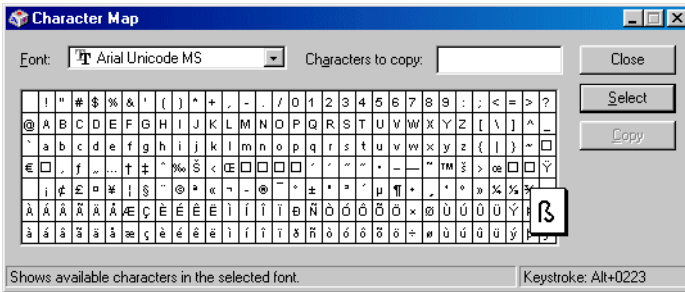 Character Map
Font: Arial Unicode MS Characters to copy: Close
! " # $ % & ' ( ) * + , - . / 0 1 2 3 4 5 6 7 8 9 : ; < = > ? Select
@ A B C D E F G H I J K L M N O P Q R S T U V W X Y Z [ \ ] ^ _
` a b c d e f g h i j k l m n o p q r s t u v w x y z { | } ~ □ Copy
€ □ ‚ ƒ „ … † ‡ ˆ ‰ Š ‹ Œ □ □ □ □ ‘ ’ “ ” • – — ˜ ™ š › œ □ □ Ÿ
¡ ¢ £ ¤ ¥ ¦ § ¨ © ª « ¬ - ® ¯ ° ± ² ³ ´ µ ¶ · ¸ ¹ º » ¼ ½ ¾
À Á Â Ã Ä Å Æ Ç È É Ê Ë Ì Í Î Ï Ð Ñ Ò Ó Ô Õ Ö × Ø Ù Ú Û Ü Ý Þ ß
à á â ã ä å æ ç è é ê ë ì í î ï ð ñ ò ó ô õ ö ÷ ø ù ú û ü ý þ ÿ
Shows available characters in the selected font. Keystroke: Alt+0223